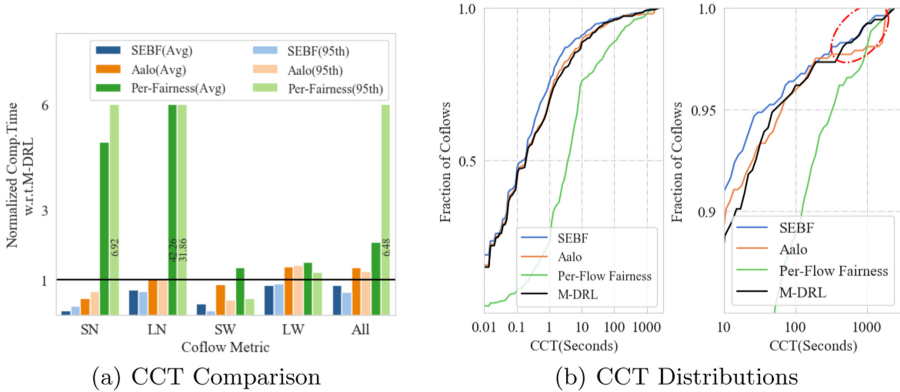 SEBF(Avg)
Aalo(Avg)
Per-Fairness(Avg)
SEBF(95th)
Aalo(95th)
Per-Fairness(95th)
Normalized Comp.Time
w.r.t.M-DRL
6
3
1
6.92
42.26
31.86
6.48
SN
LN
SW
LW
All
Coflow Metric
(a) CCT Comparison
1.0
0.5
Fraction of Coflows
SEBF
Aalo
Per-Flow Fairness
M-DRL
0.01 0.1 1 10 100 1000
CCT(Seconds)
1.0
0.95
0.9
Fraction of Coflows
SEBF
Aalo
Per-Flow Fairness
M-DRL
10 100 1000
CCT(Seconds)
(b) CCT Distributions